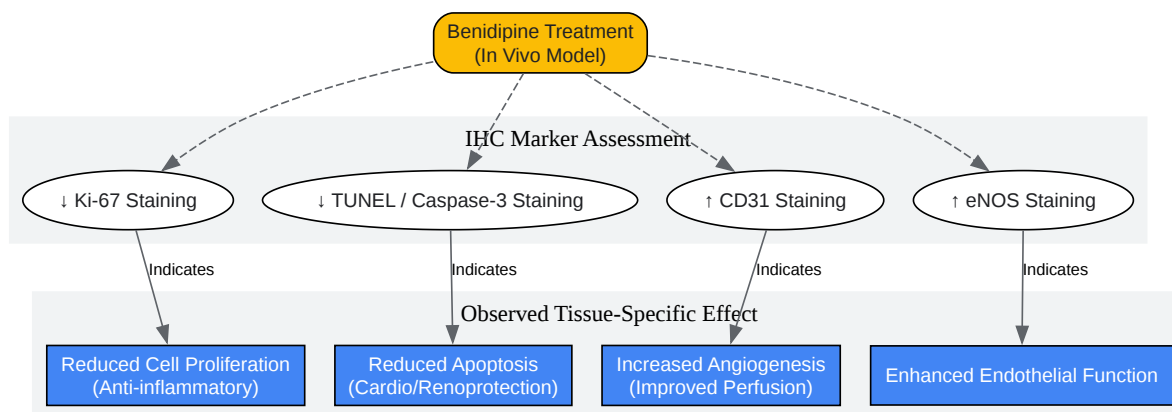 Benidipine Treatment
(In Vivo Model)
IHC Marker Assessment
↓ Ki-67 Staining
↓ TUNEL / Caspase-3 Staining
↑ CD31 Staining
↑ eNOS Staining
Indicates
Indicates
Indicates
Indicates
Observed Tissue-Specific Effect
Reduced Cell Proliferation
(Anti-inflammatory)
Reduced Apoptosis
(Cardio/Renoprotection)
Increased Angiogenesis
(Improved Perfusion)
Enhanced Endothelial Function